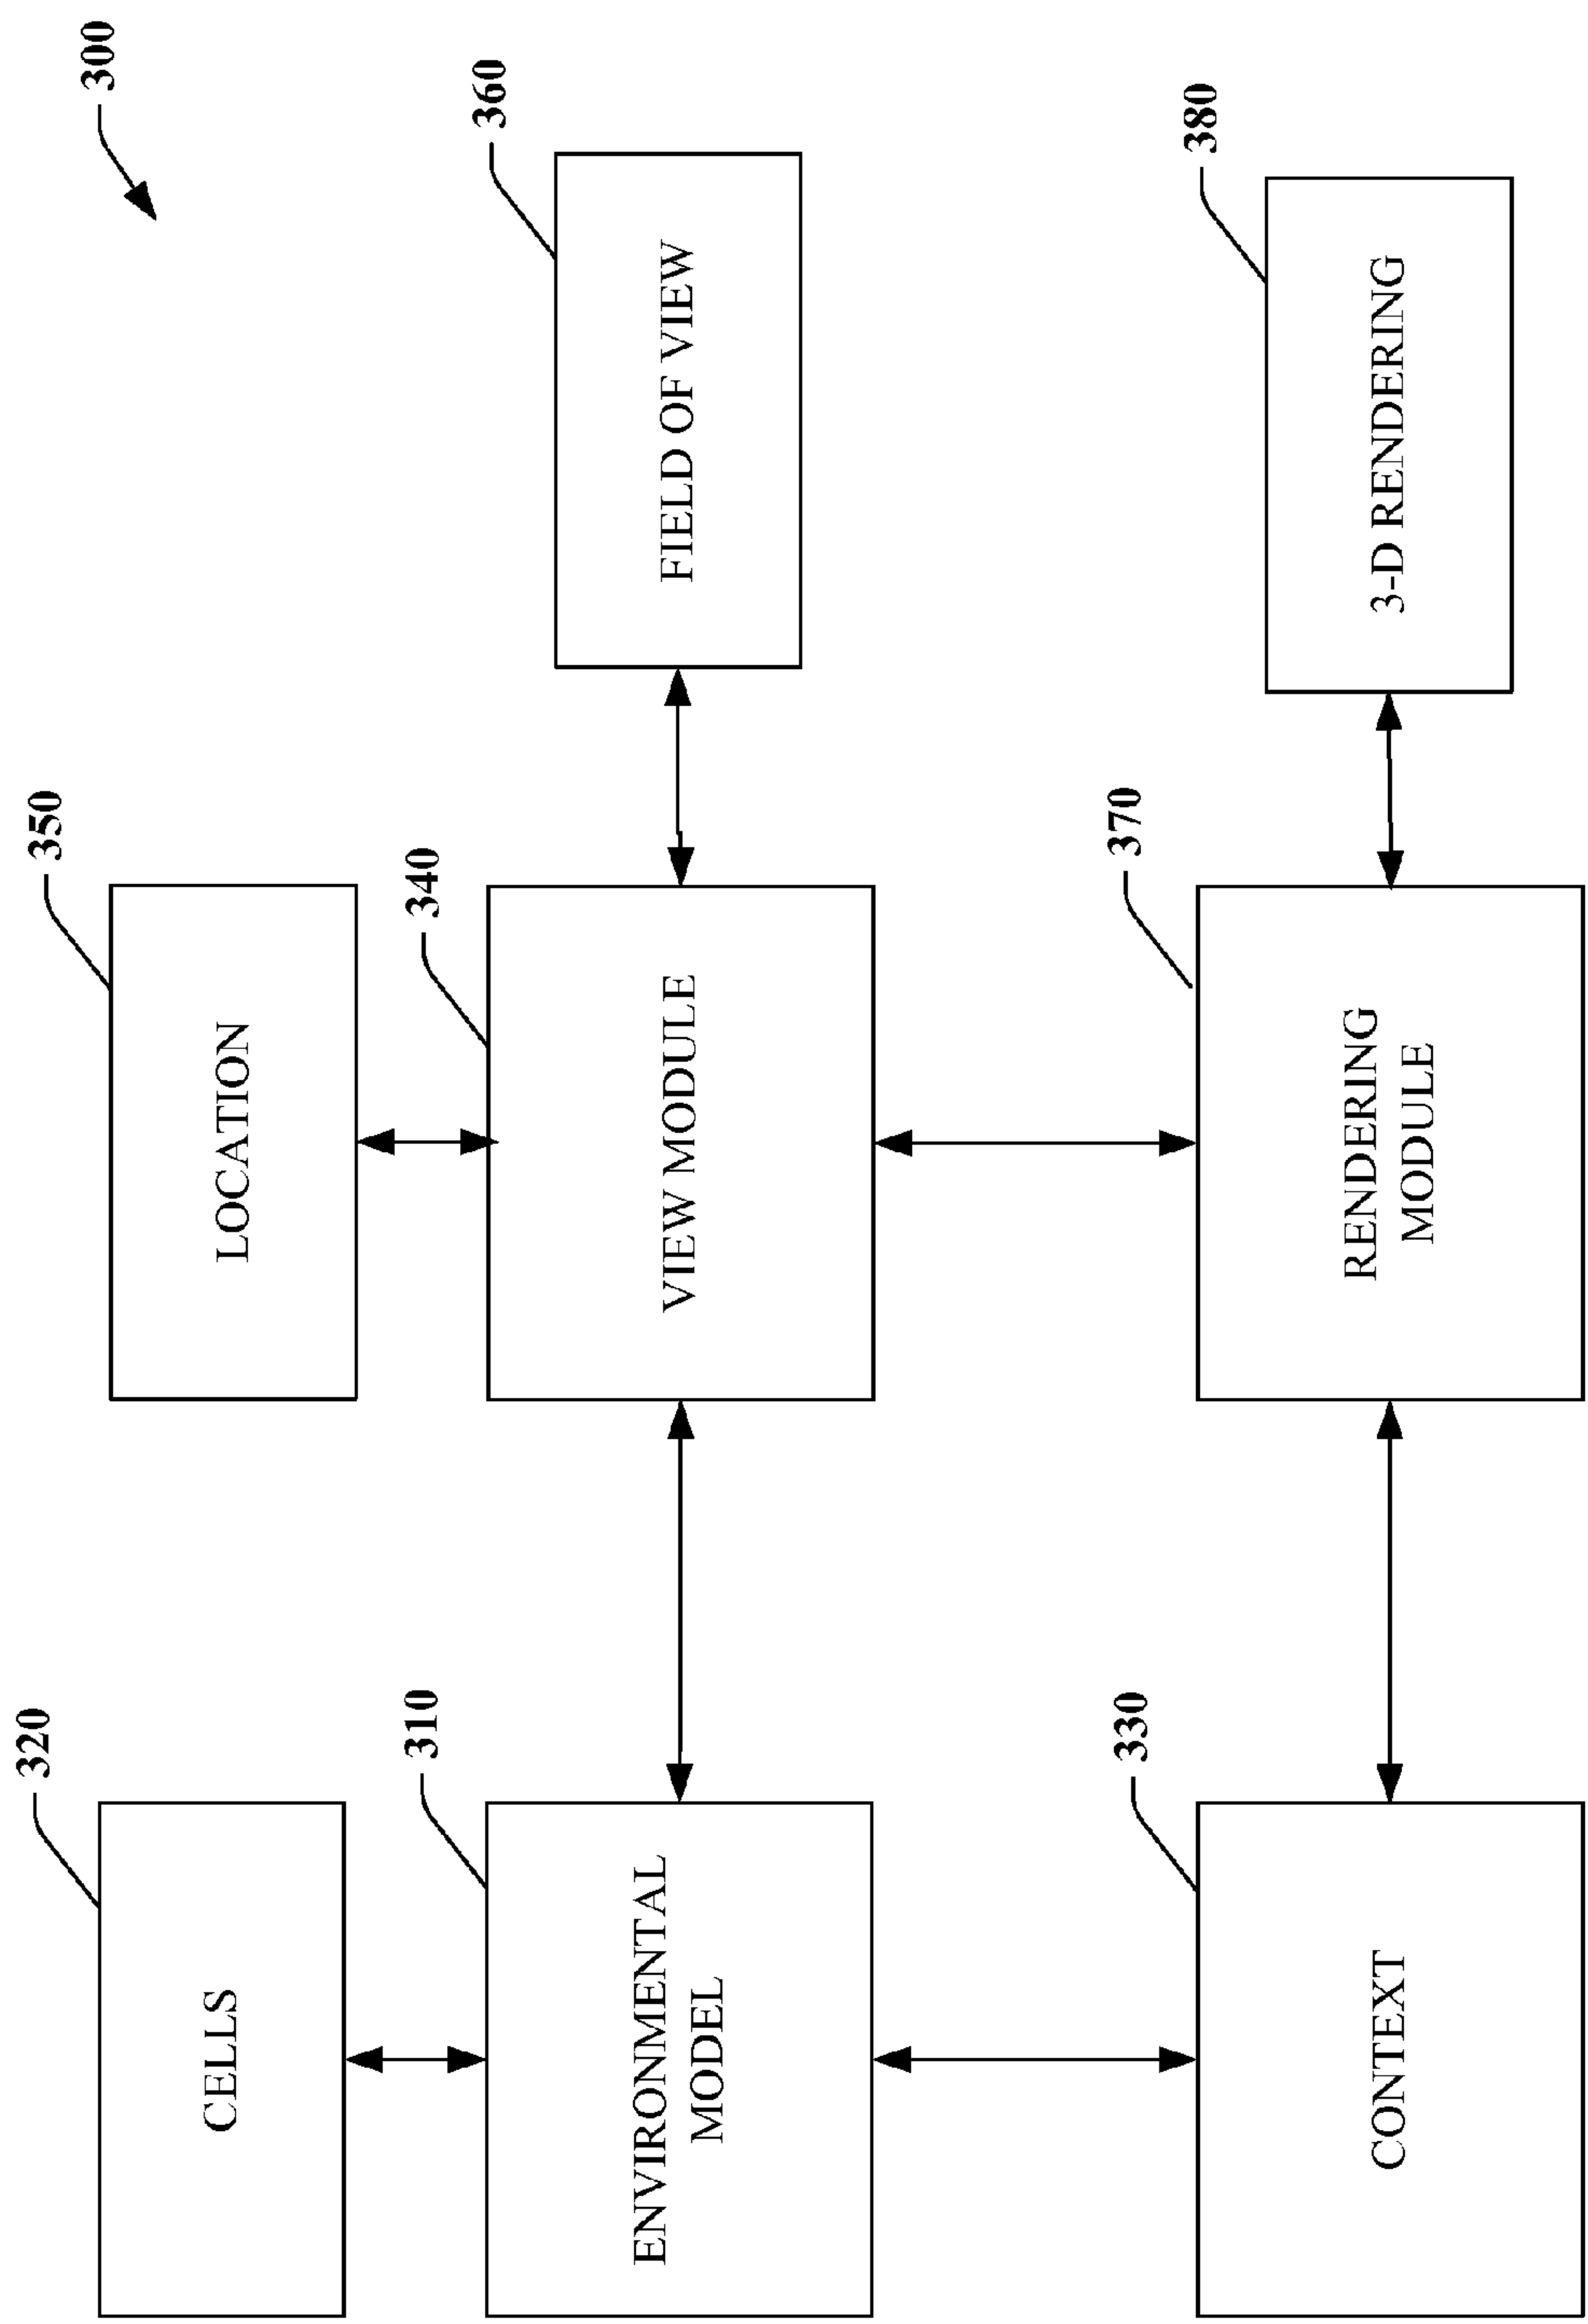 320
350
300
CELLS
LOCATION
310
340
360
ENVIRONMENTAL
MODEL
VIEW MODULE
FIELD OF VIEW
330
370
380
CONTEXT
RENDERING
MODULE
3-D RENDERING